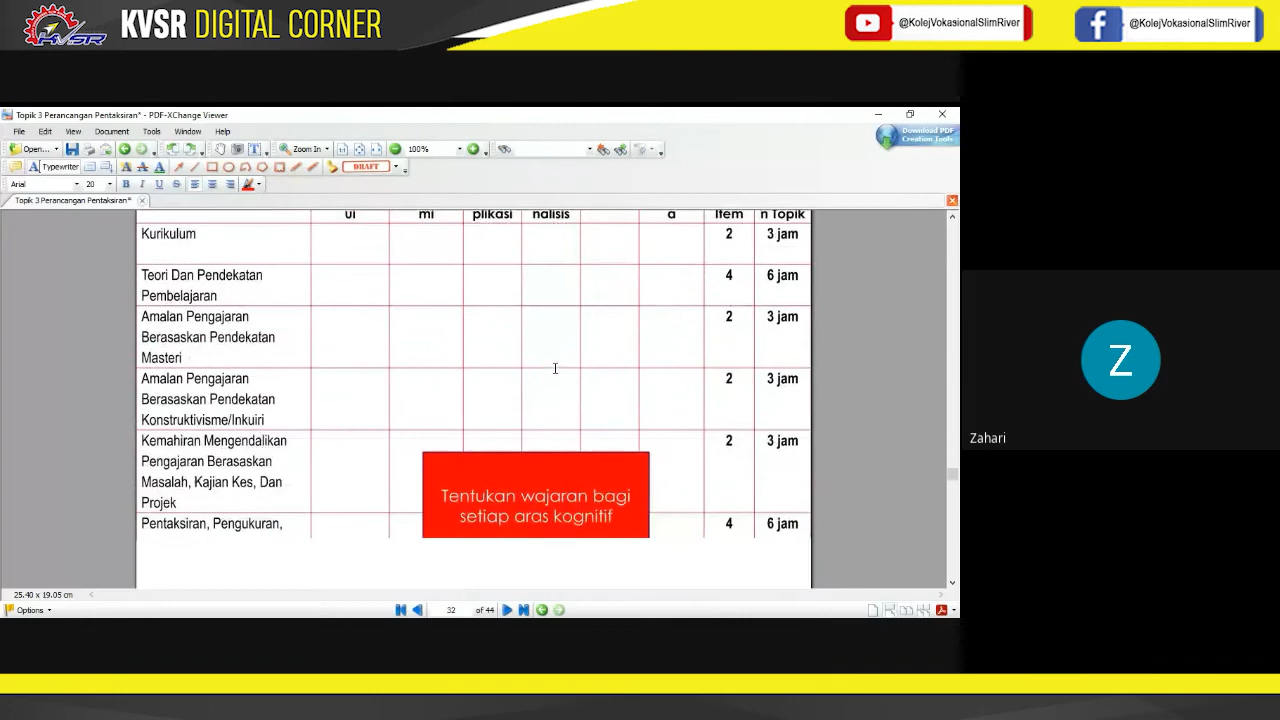 KVSR
KVSR DIGITAL CORNER
@KolejVokasionalSlimRiver
@KolejVokasionalSlimRiver
Topik 3 Perancangan Pentaksiran* - PDF-XChange Viewer
File Edit View Document Tools Window Help
Download PDF
Creation Tools
Open... Zoom In 100%
Typewriter DRAFT
Arial 20 B I U S
Topik 3 Perancangan Pentaksiran*
ui mi plikasi nalisis a Item n Topik
Kurikulum 2 3 jam
Teori Dan Pendekatan 4 6 jam
Pembelajaran
Amalan Pengajaran 2 3 jam
Berasaskan Pendekatan
Masteri
Amalan Pengajaran 2 3 jam
Berasaskan Pendekatan
Konstruktivisme/Inkuiri
Kemahiran Mengendalikan 2 3 jam
Pengajaran Berasaskan
Masalah, Kajian Kes, Dan
Projek
Pentaksiran, Pengukuran, 4 6 jam
Tentukan wajaran bagi
setiap aras kognitif
25.40 x 19.05 cm
Options 32 of 44
Z
Zahari